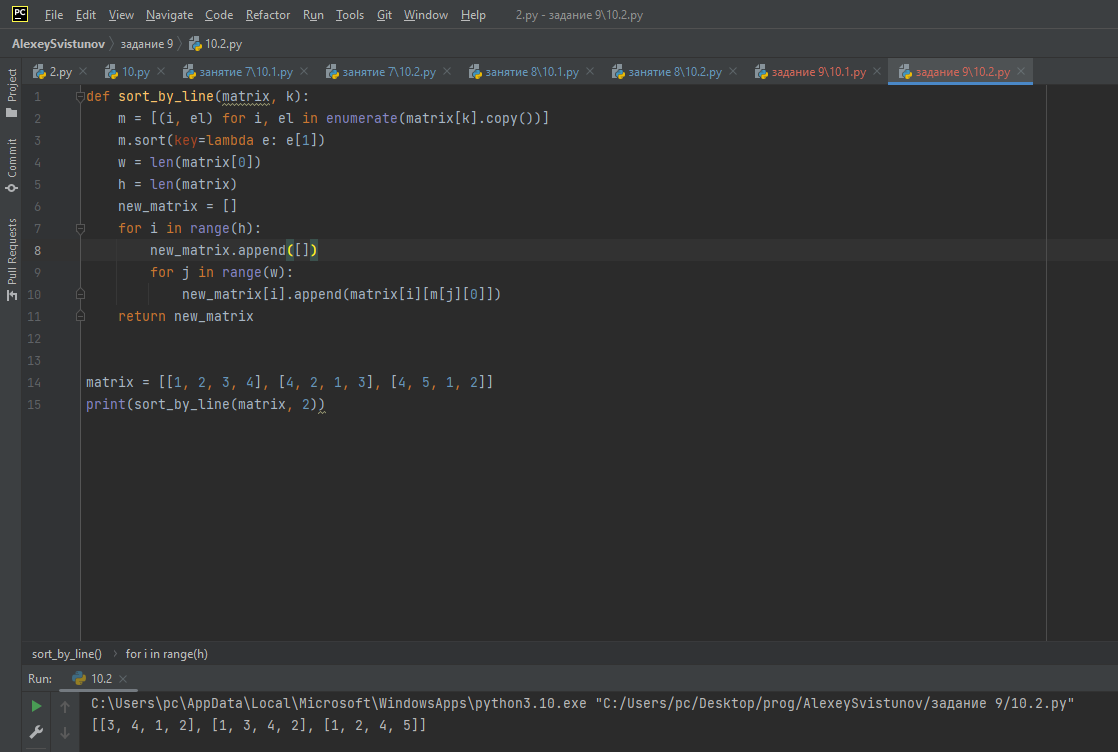 PC File Edit View Navigate Code Refactor Run Tools Git Window Help 2.py - задание 9\10.2.py
AlexeySvistunov задание 9 10.2.py
2.py 10.py занятие 7\10.1.py занятие 7\10.2.py занятие 8\10.1.py занятие 8\10.2.py задание 9\10.1.py задание 9\10.2.py
Project
Commit
Pull Requests
1 def sort_by_line(matrix, k):
2 m = [(i, el) for i, el in enumerate(matrix[k].copy())]
3 m.sort(key=lambda e: e[1])
4 w = len(matrix[0])
5 h = len(matrix)
6 new_matrix = []
7 for i in range(h):
8 new_matrix.append([])
9 for j in range(w):
10 new_matrix[i].append(matrix[i][m[j][0]])
11 return new_matrix
12
13
14 matrix = [[1, 2, 3, 4], [4, 2, 1, 3], [4, 5, 1, 2]]
15 print(sort_by_line(matrix, 2))
sort_by_line() for i in range(h)
Run: 10.2
C:\Users\pc\AppData\Local\Microsoft\WindowsApps\python3.10.exe "C:/Users/pc/Desktop/prog/AlexeySvistunov/задание 9/10.2.py"
[[3, 4, 1, 2], [1, 3, 4, 2], [1, 2, 4, 5]]